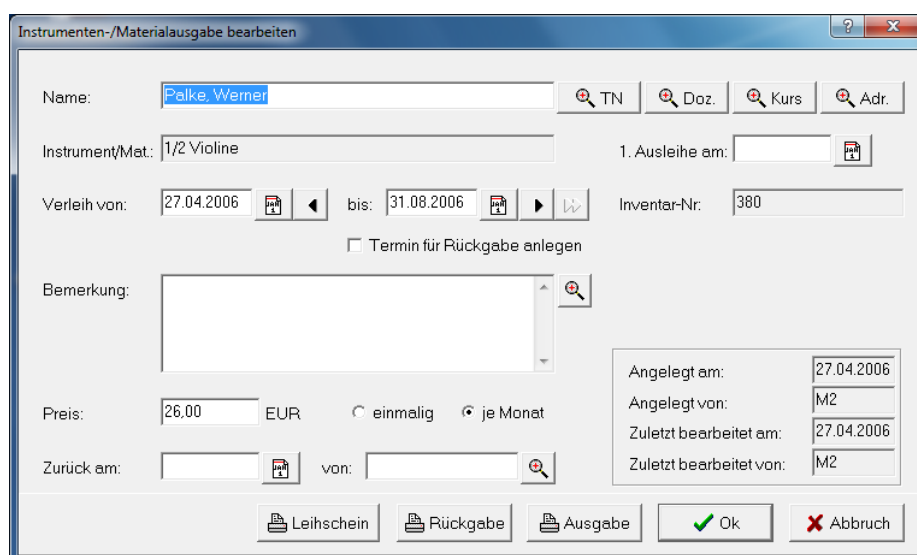 Instrumenten-/Materialausgabe bearbeiten
Name: Palke, Werner TN Doz. Kurs Adr.
Instrument/Mat.: 1/2 Violine 1. Ausleihe am:
Verleih von: 27.04.2006 bis: 31.08.2006 Inventar-Nr: 380
Termin für Rückgabe anlegen
Bemerkung:
Angelegt am: 27.04.2006
Angelegt von: M2
Zuletzt bearbeitet am: 27.04.2006
Zuletzt bearbeitet von: M2
Preis: 26,00 EUR einmalig je Monat
Zurück am: von:
Leihschein Rückgabe Ausgabe Ok Abbruch